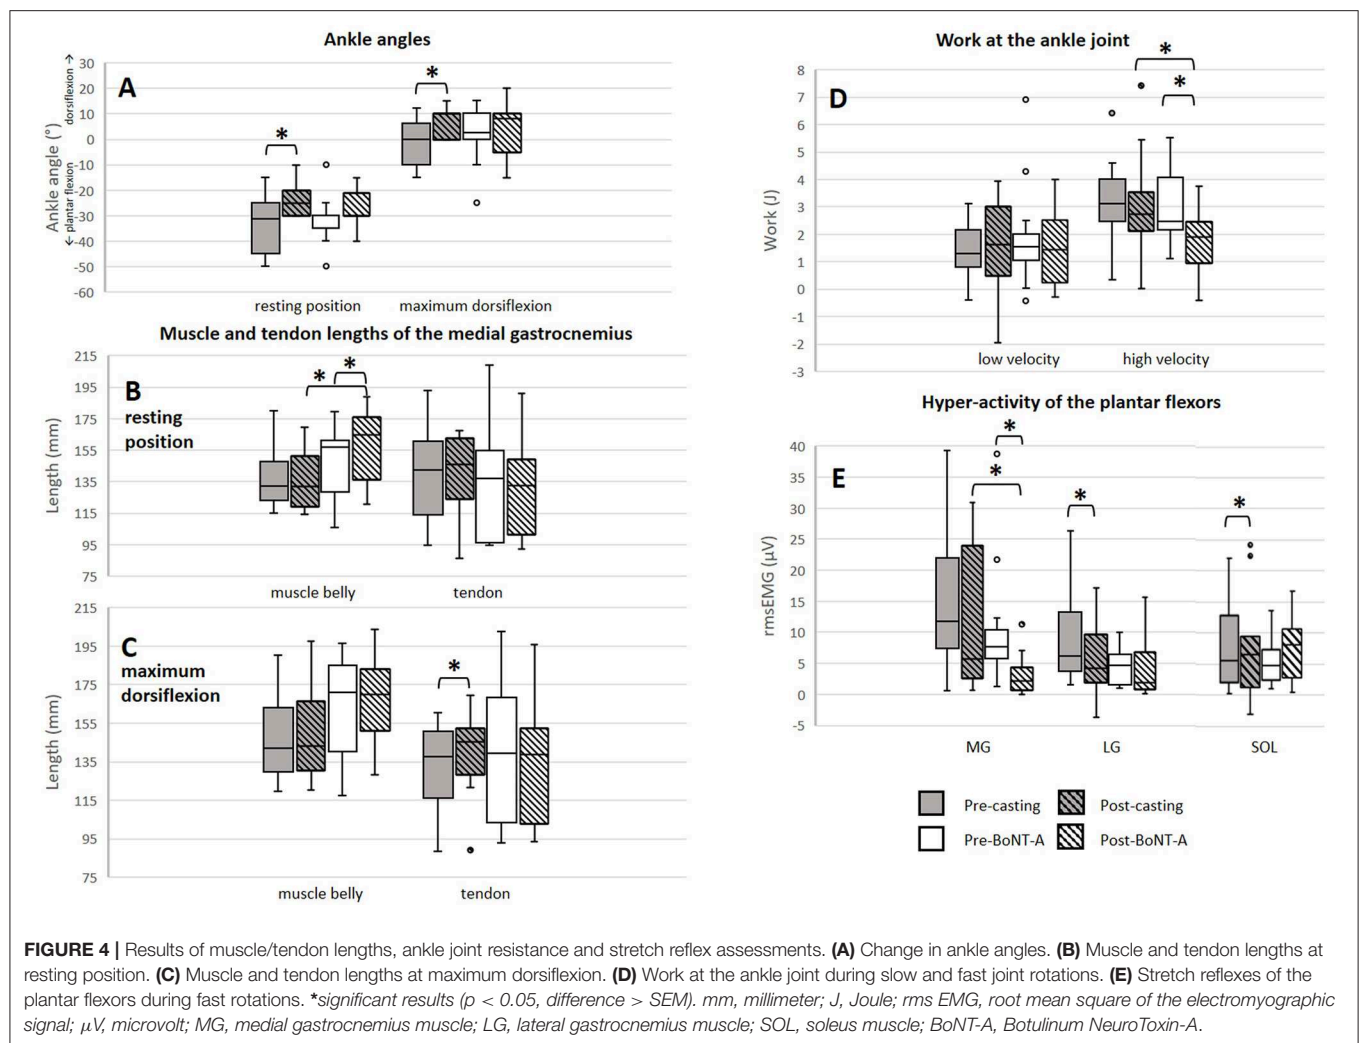 Ankle angles
A
Ankle angle (°)
← plantar flexion
dorsiflexion →
30
20
10
0
-10
-20
-30
-40
-50
-60
*
*
resting position
maximum dorsiflexion
Muscle and tendon lengths of the medial gastrocnemius
B
resting
position
Length (mm)
215
195
175
155
135
115
95
75
*
*
muscle belly
tendon
C
maximum
dorsiflexion
Length (mm)
215
195
175
155
135
115
95
75
*
muscle belly
tendon
Work at the ankle joint
D
Work (J)
8
7
6
5
4
3
2
1
0
-1
-2
-3
*
*
low velocity
high velocity
Hyper-activity of the plantar flexors
E
rmsEMG (µV)
40
35
30
25
20
15
10
5
0
-5
*
*
*
*
MG
LG
SOL
Pre-casting
Post-casting
Pre-BoNT-A
Post-BoNT-A
FIGURE 4 | Results of muscle/tendon lengths, ankle joint resistance and stretch reflex assessments. (A) Change in ankle angles. (B) Muscle and tendon lengths at
resting position. (C) Muscle and tendon lengths at maximum dorsiflexion. (D) Work at the ankle joint during slow and fast joint rotations. (E) Stretch reflexes of the
plantar flexors during fast rotations. *significant results (p < 0.05, difference > SEM). mm, millimeter; J, Joule; rms EMG, root mean square of the electromyographic
signal; µV, microvolt; MG, medial gastrocnemius muscle; LG, lateral gastrocnemius muscle; SOL, soleus muscle; BoNT-A, Botulinum NeuroToxin-A.